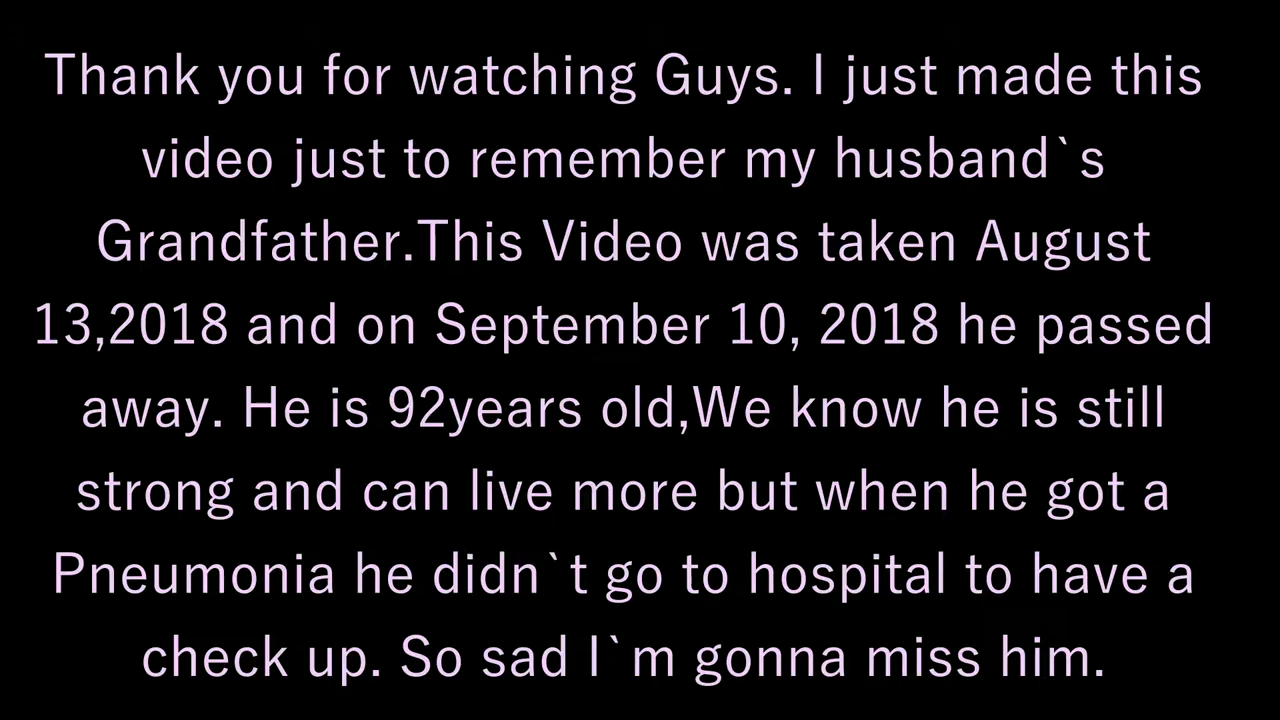 Thank you for watching Guys. I just made this
video just to remember my husband`s
Grandfather.This Video was taken August
13,2018 and on September 10, 2018 he passed
away. He is 92years old,We know he is still
strong and can live more but when he got a
Pneumonia he didn`t go to hospital to have a
check up. So sad I`m gonna miss him.